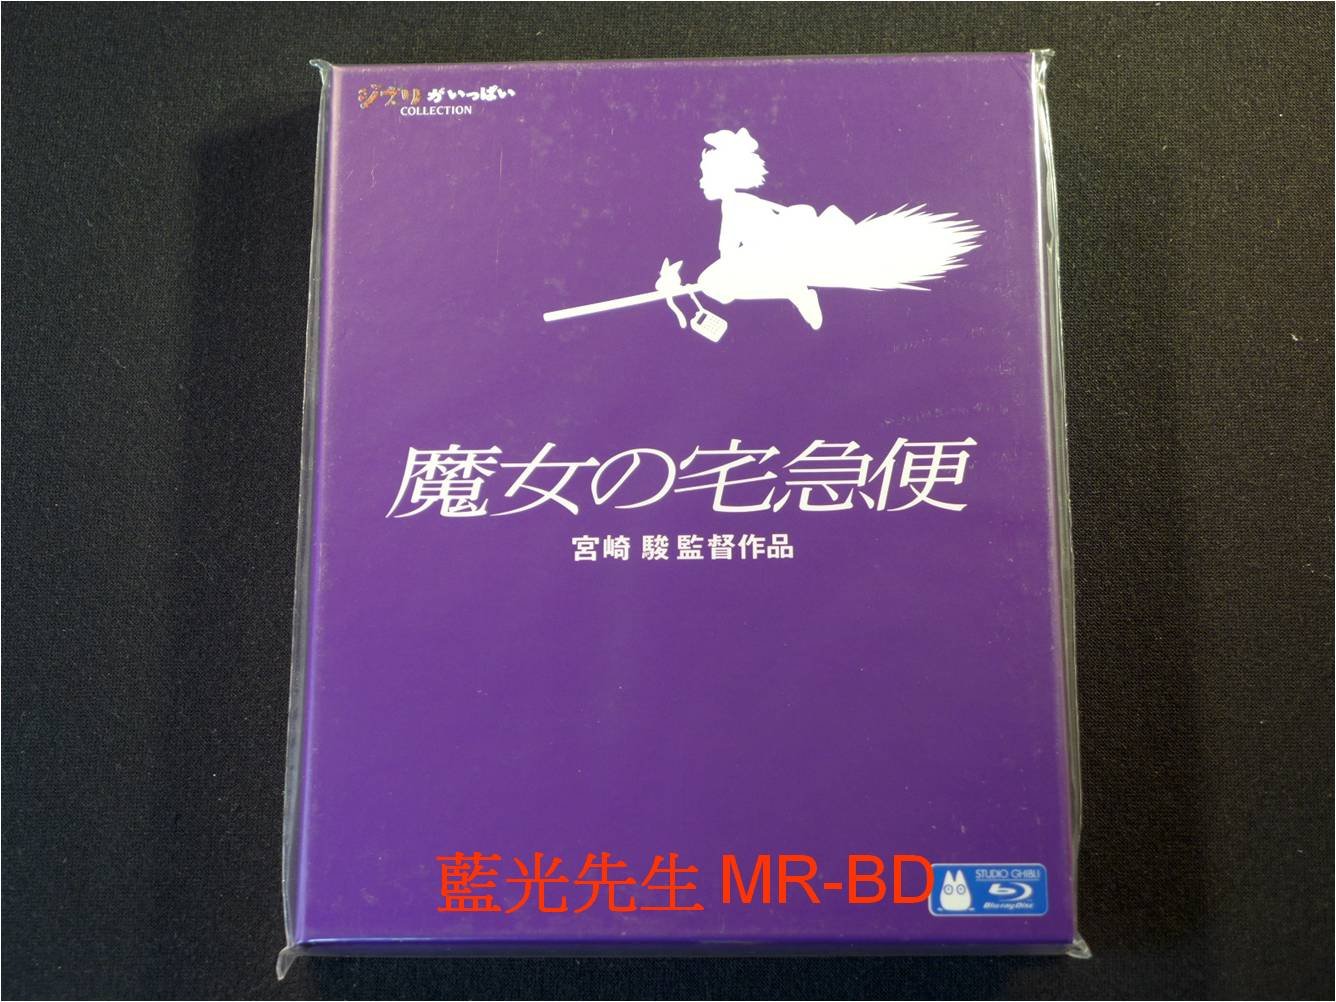 ジブリがいっぱい
COLLECTION
魔女の宅急便
宮崎 駿 監督作品
藍光先生 MR-BD
STUDIO GHIBLI
Blu-ray Disc